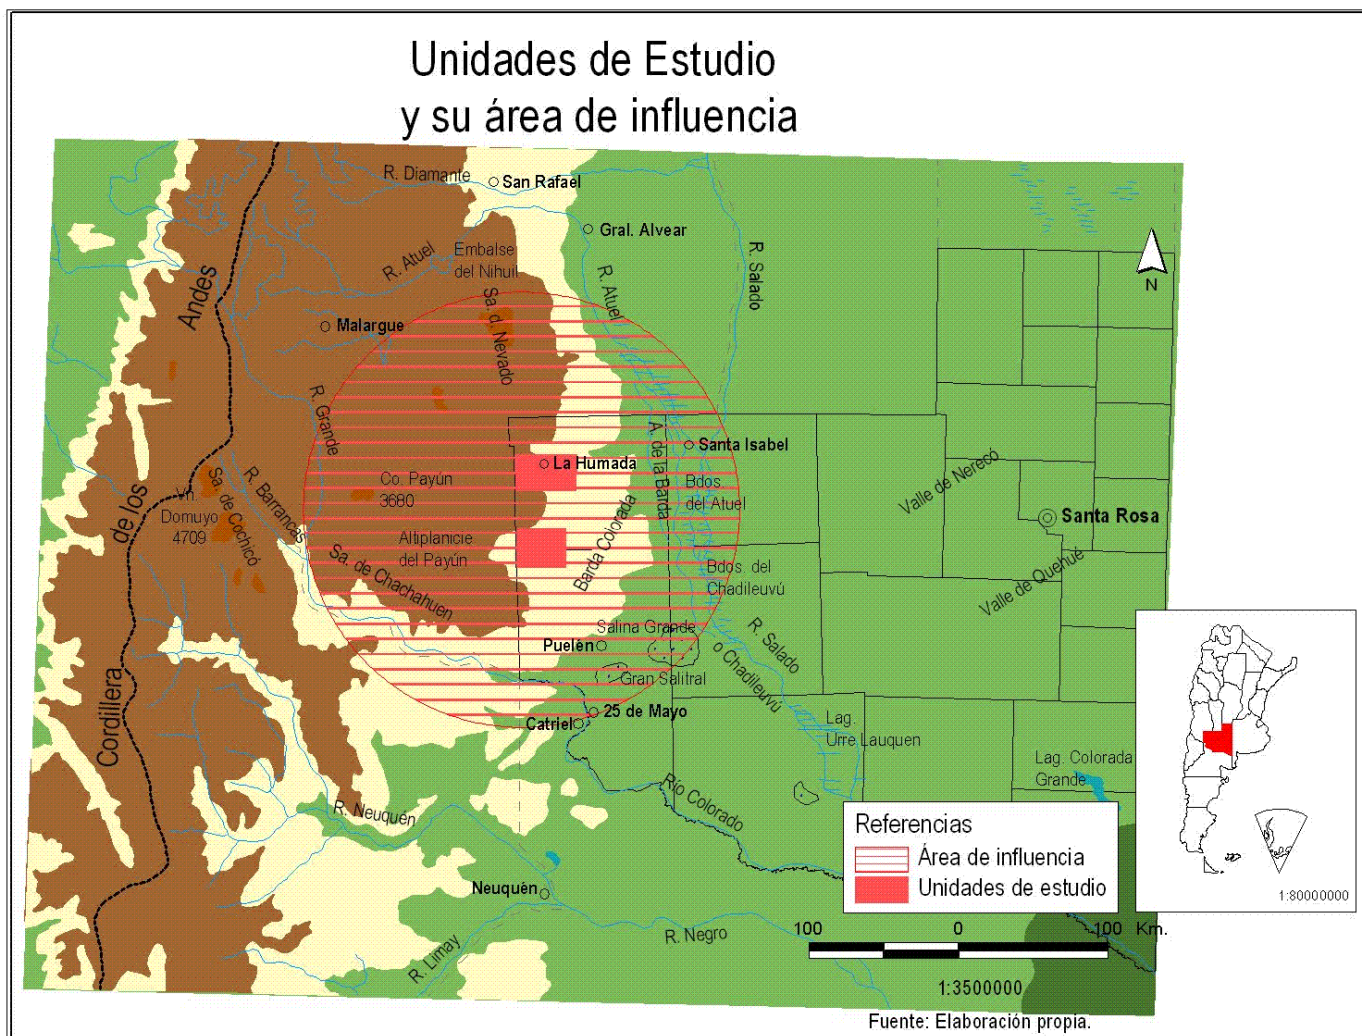 Unidades de Estudio
y su área de influencia
R. Diamante
San Rafael
Gral. Alvear
R. Atuel
Embalse
del Nihuil
R. Atuel
R. Salado
N
Andes
Malargue
Sa. d. Nevado
R. Grande
A. de la Barda
Santa Isabel
La Humada
Co. Payún
3680
Bdos.
del Atuel
Valle de Nerecó
Santa Rosa
de los
Vn.
Domuyo
4709
Sa. de Cochicó
R. Barrancas
Altiplanicie
del Payún
Barda Colorada
Sa. de Chachahuen
Bdos. del
Chadileuvú
Valle de Quehué
Salina Grande
Puelèn
R. Salado
o Chadileuvú
Gran Salitral
25 de Mayo
Catriel
Cordillera
Lag.
Urre Lauquen
Lag. Colorada
Grande
Río Colorado
R. Neuquén
Neuquèn
R. Limay
R. Negro
Referencias
Área de influencia
Unidades de estudio
1:80000000
100 0 100 Km.
1:3500000
Fuente: Elaboración propia.